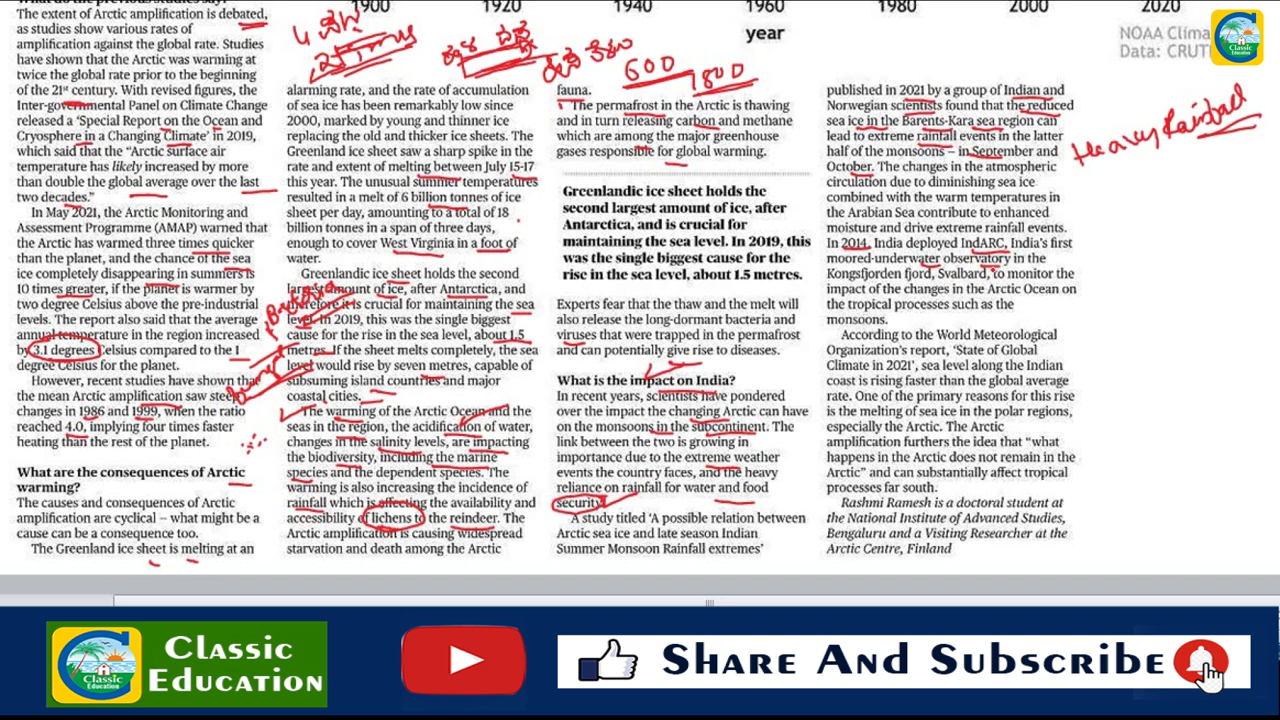 What do the previous studies say?
1900
1920
1940
1960
1980
2000
2020
year
NOAA Clima
Data: CRUT
The extent of Arctic amplification is debated,
as studies show various rates of
amplification against the global rate. Studies
have shown that the Arctic was warming at
twice the global rate prior to the beginning
of the 21st century. With revised figures, the
Inter-governmental Panel on Climate Change
released a ‘Special Report on the Ocean and
Cryosphere in a Changing Climate’ in 2019,
which said that the “Arctic surface air
temperature has likely increased by more
than double the global average over the last
two decades.”
In May 2021, the Arctic Monitoring and
Assessment Programme (AMAP) warned that
the Arctic has warmed three times quicker
than the planet, and the chance of the sea
ice completely disappearing in summers is
10 times greater, if the planet is warmer by
two degree Celsius above the pre-industrial
levels. The report also said that the average
annual temperature in the region increased
by 3.1 degrees Celsius compared to the 1
degree Celsius for the planet.
However, recent studies have shown that
the mean Arctic amplification saw steep
changes in 1986 and 1999, when the ratio
reached 4.0, implying four times faster
heating than the rest of the planet.
What are the consequences of Arctic
warming?
The causes and consequences of Arctic
amplification are cyclical – what might be a
cause can be a consequence too.
The Greenland ice sheet is melting at an
alarming rate, and the rate of accumulation
of sea ice has been remarkably low since
2000, marked by young and thinner ice
replacing the old and thicker ice sheets. The
Greenland ice sheet saw a sharp spike in the
rate and extent of melting between July 15-17
this year. The unusual summer temperatures
resulted in a melt of 6 billion tonnes of ice
sheet per day, amounting to a total of 18
billion tonnes in a span of three days,
enough to cover West Virginia in a foot of
water.
Greenlandic ice sheet holds the second
largest amount of ice, after Antarctica, and
therefore it is crucial for maintaining the sea
level. In 2019, this was the single biggest
cause for the rise in the sea level, about 1.5
metres. If the sheet melts completely, the sea
level would rise by seven metres, capable of
subsuming island countries and major
coastal cities.
The warming of the Arctic Ocean and the
seas in the region, the acidification of water,
changes in the salinity levels, are impacting
the biodiversity, including the marine
species and the dependent species. The
warming is also increasing the incidence of
rainfall which is affecting the availability and
accessibility of lichens to the reindeer. The
Arctic amplification is causing widespread
starvation and death among the Arctic
600
800
fauna.
The permafrost in the Arctic is thawing
and in turn releasing carbon and methane
which are among the major greenhouse
gases responsible for global warming.
Greenlandic ice sheet holds the
second largest amount of ice, after
Antarctica, and is crucial for
maintaining the sea level. In 2019, this
was the single biggest cause for the
rise in the sea level, about 1.5 metres.
Experts fear that the thaw and the melt will
also release the long-dormant bacteria and
viruses that were trapped in the permafrost
and can potentially give rise to diseases.
What is the impact on India?
In recent years, scientists have pondered
over the impact the changing Arctic can have
on the monsoons in the subcontinent. The
link between the two is growing in
importance due to the extreme weather
events the country faces, and the heavy
reliance on rainfall for water and food
security.
A study titled ‘A possible relation between
Arctic sea ice and late season Indian
Summer Monsoon Rainfall extremes’
published in 2021 by a group of Indian and
Norwegian scientists found that the reduced
sea ice in the Barents-Kara sea region can
lead to extreme rainfall events in the latter
half of the monsoons – in September and
October. The changes in the atmospheric
circulation due to diminishing sea ice
combined with the warm temperatures in
the Arabian Sea contribute to enhanced
moisture and drive extreme rainfall events.
In 2014, India deployed IndARC, India’s first
moored-underwater observatory in the
Kongsfjorden fjord, Svalbard, to monitor the
impact of the changes in the Arctic Ocean on
the tropical processes such as the
monsoons.
According to the World Meteorological
Organization’s report, ‘State of Global
Climate in 2021’, sea level along the Indian
coast is rising faster than the global average
rate. One of the primary reasons for this rise
is the melting of sea ice in the polar regions,
especially the Arctic. The Arctic
amplification furthers the idea that “what
happens in the Arctic does not remain in the
Arctic” and can substantially affect tropical
processes far south.
Rashmi Ramesh is a doctoral student at
the National Institute of Advanced Studies,
Bengaluru and a Visiting Researcher at the
Arctic Centre, Finland
Classic
Education
Classic
Education
Classic
Education
Share And Subscribe